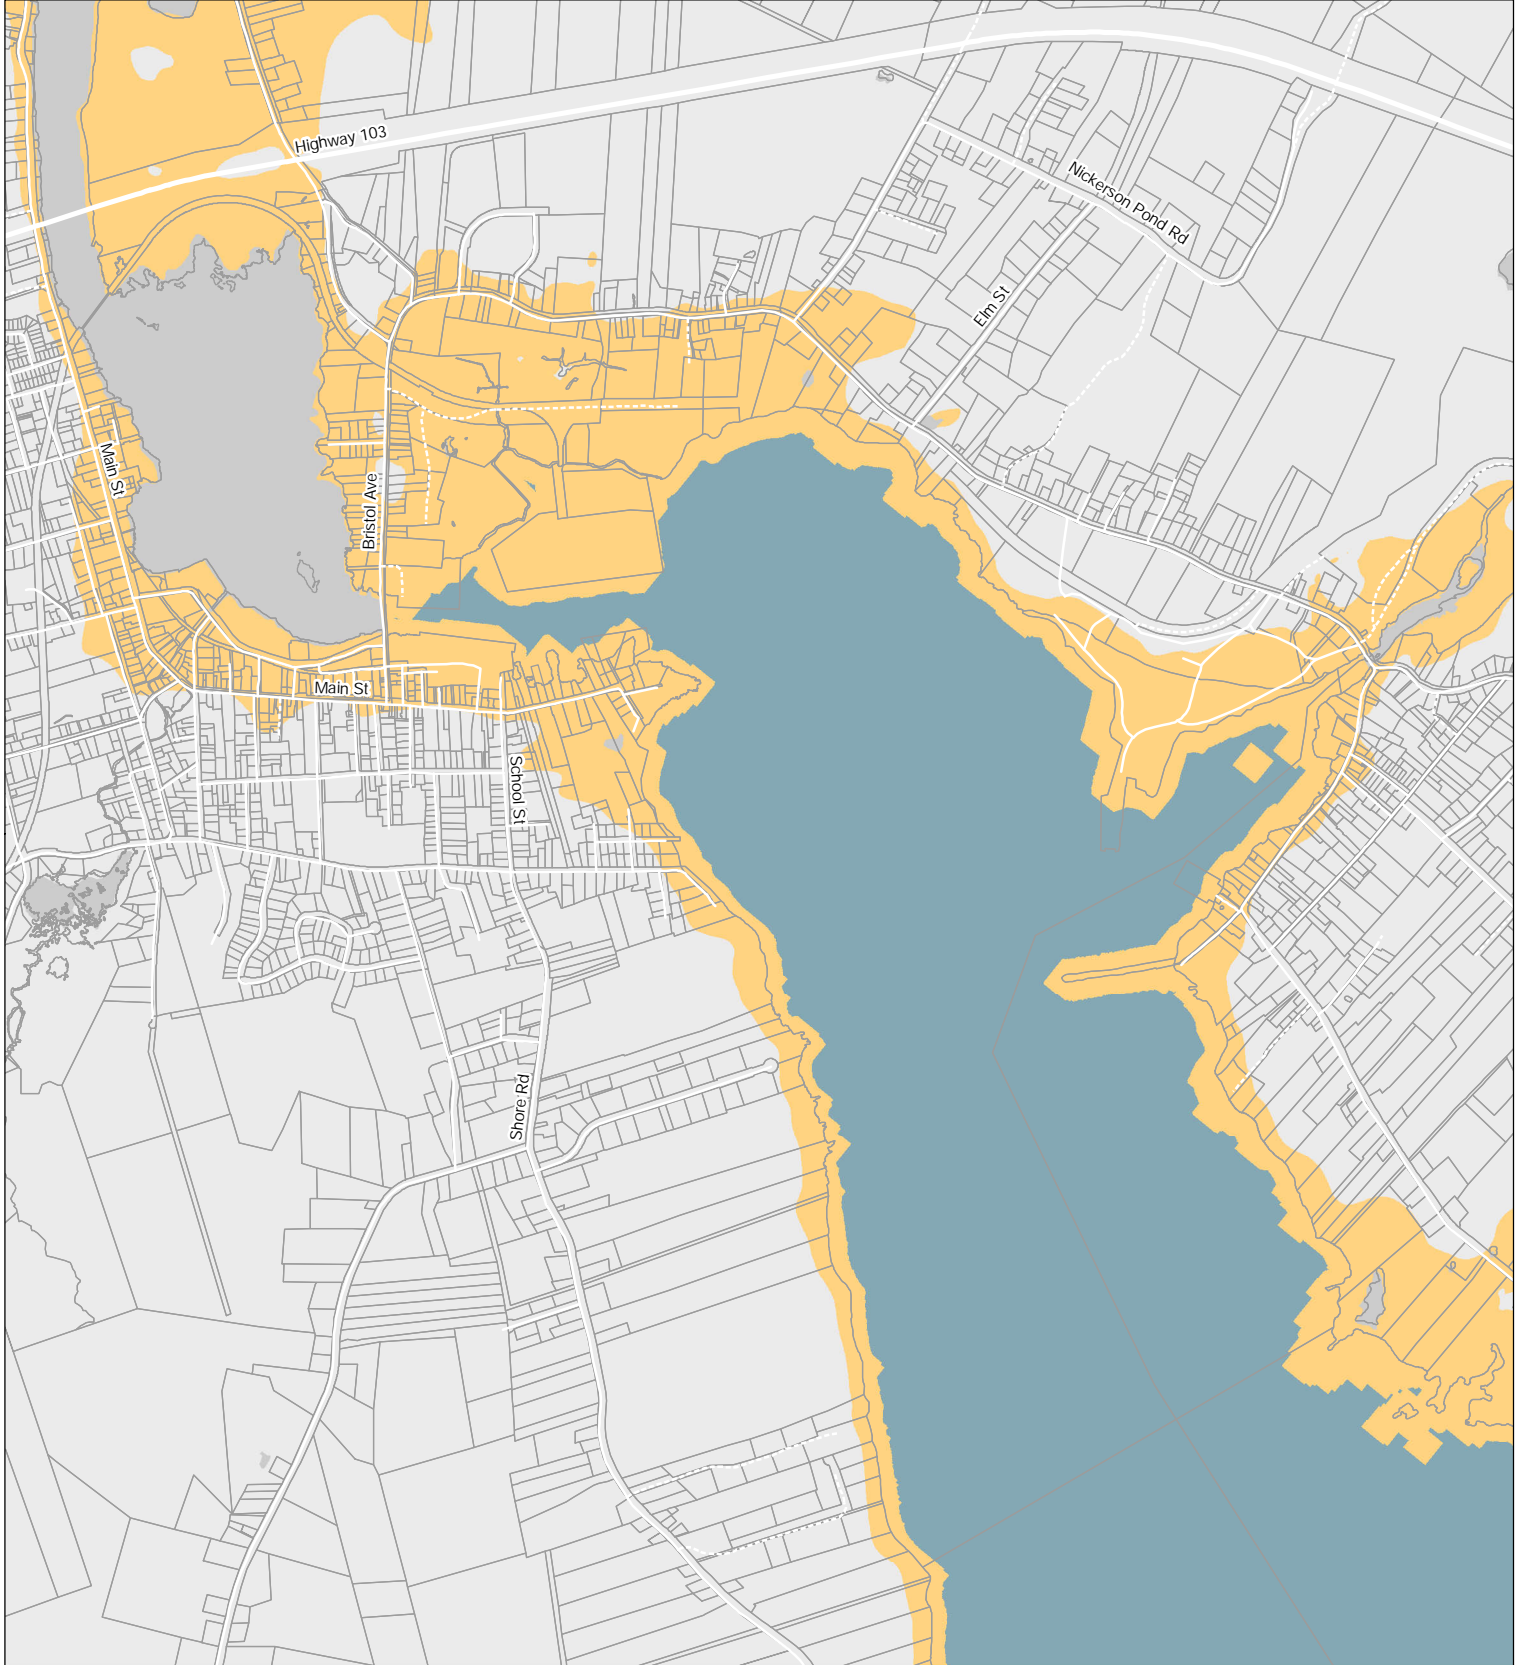 Highway 103
Nickerson Pond Rd
Elm St
Main St
Bristol Ave
Main St
School St
Shore Rd